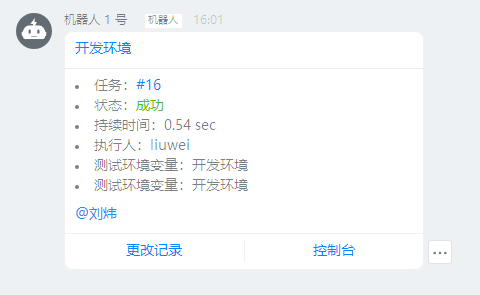 机器人 1 号 机器人 16:01
开发环境
• 任务：#16
• 状态：成功
• 持续时间：0.54 sec
• 执行人：liuwei
• 测试环境变量：开发环境
• 测试环境变量：开发环境
@刘炜
更改记录 控制台